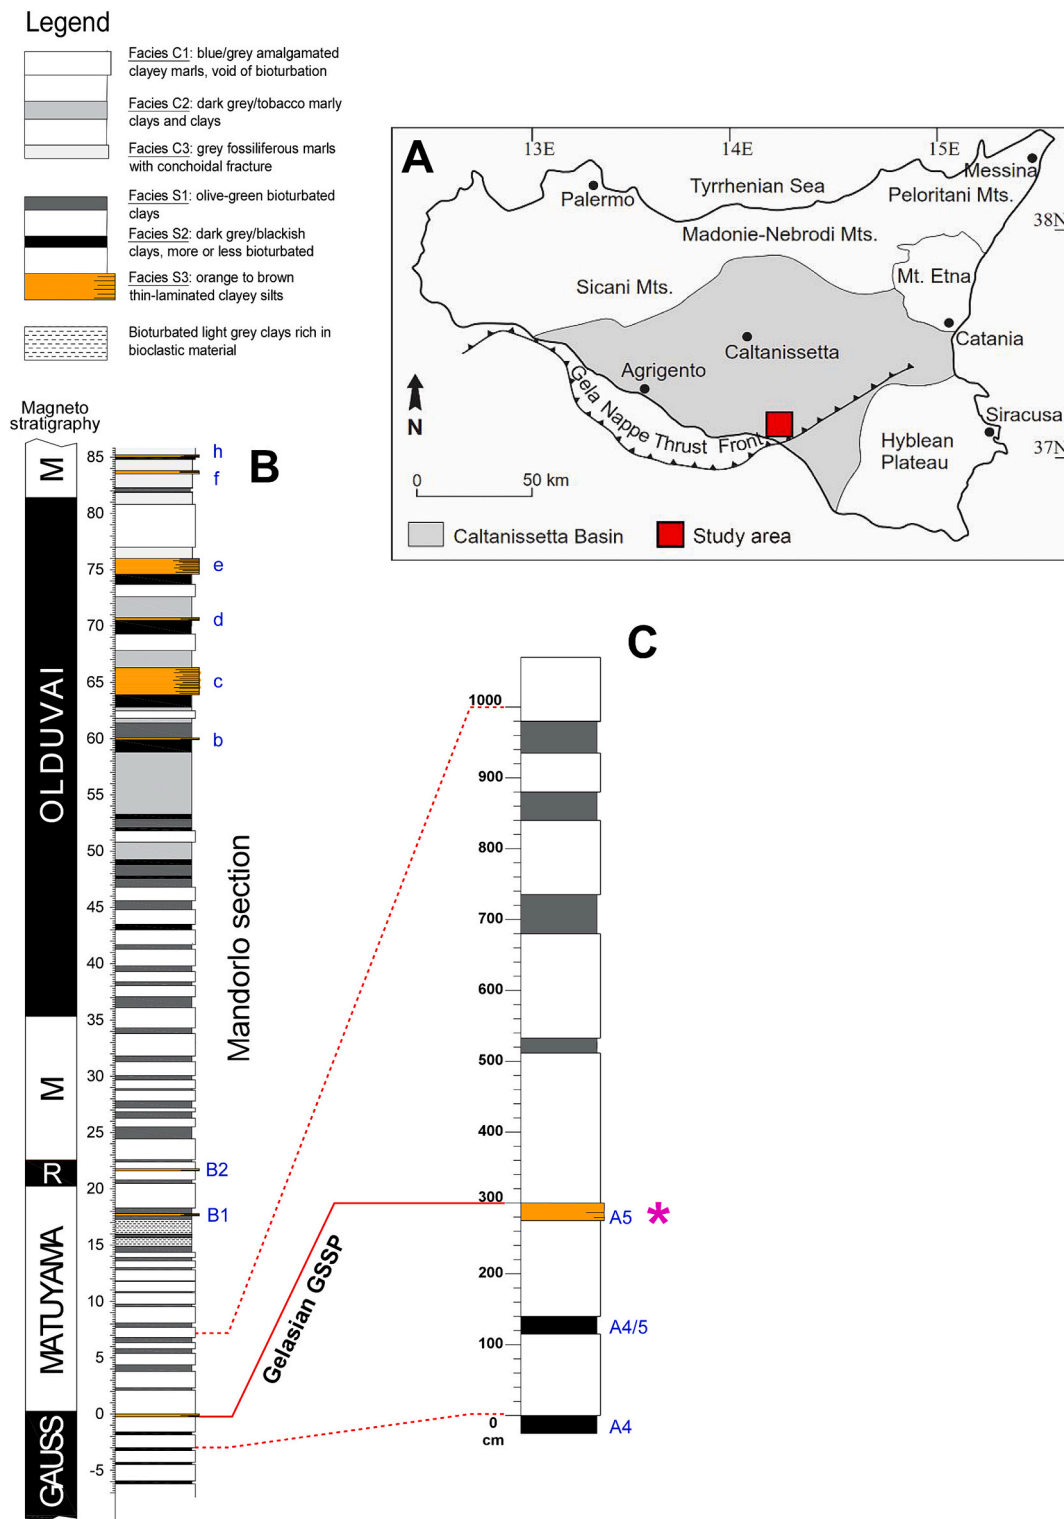 Legend
Facies C1: blue/grey amalgamated
clayey marls, void of bioturbation
Facies C2: dark grey/tobacco marly
clays and clays
Facies C3: grey fossiliferous marls
with conchoidal fracture
Facies S1: olive-green bioturbated
clays
Facies S2: dark grey/blackish
clays, more or less bioturbated
Facies S3: orange to brown
thin-laminated clayey silts
Bioturbated light grey clays rich in
bioclastic material
A
13E
14E
15E
Messina
Tyrrhenian Sea
Peloritani Mts.
Palermo
38N
Madonie-Nebrodi Mts.
Mt. Etna
Sicani Mts.
Catania
Caltanissetta
Agrigento
Gela Nappe Thrust Front
N
Siracusa
Hyblean
Plateau
37N
0
50 km
Caltanissetta Basin
Study area
Magneto
stratigraphy
B
M
OLDUVAI
M
R
MATUYAMA
GAUSS
85
80
75
70
65
60
55
50
45
40
35
30
25
20
15
10
5
0
-5
h
f
e
d
c
b
B2
B1
Mandorlo section
Gelasian GSSP
C
1000
900
800
700
600
500
400
300
200
100
0
cm
A5 *
A4/5
A4